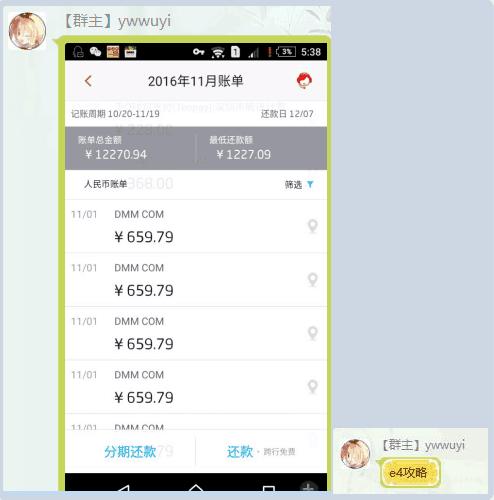 【群主】ywwuyi
3% 5:38
2016年11月账单
记账周期 10/20-11/19 还款日 12/07
账单总金额 最低还款额
¥ 12270.94 ¥ 1227.09
人民币账单 筛选
11/01 DMM COM
¥ 659.79
11/01 DMM COM
¥ 659.79
11/01 DMM COM
¥ 659.79
11/01 DMM COM
¥ 659.79
11/01 DMM COM
分期还款 还款·跨行免费
【群主】ywwuyi
e4攻略